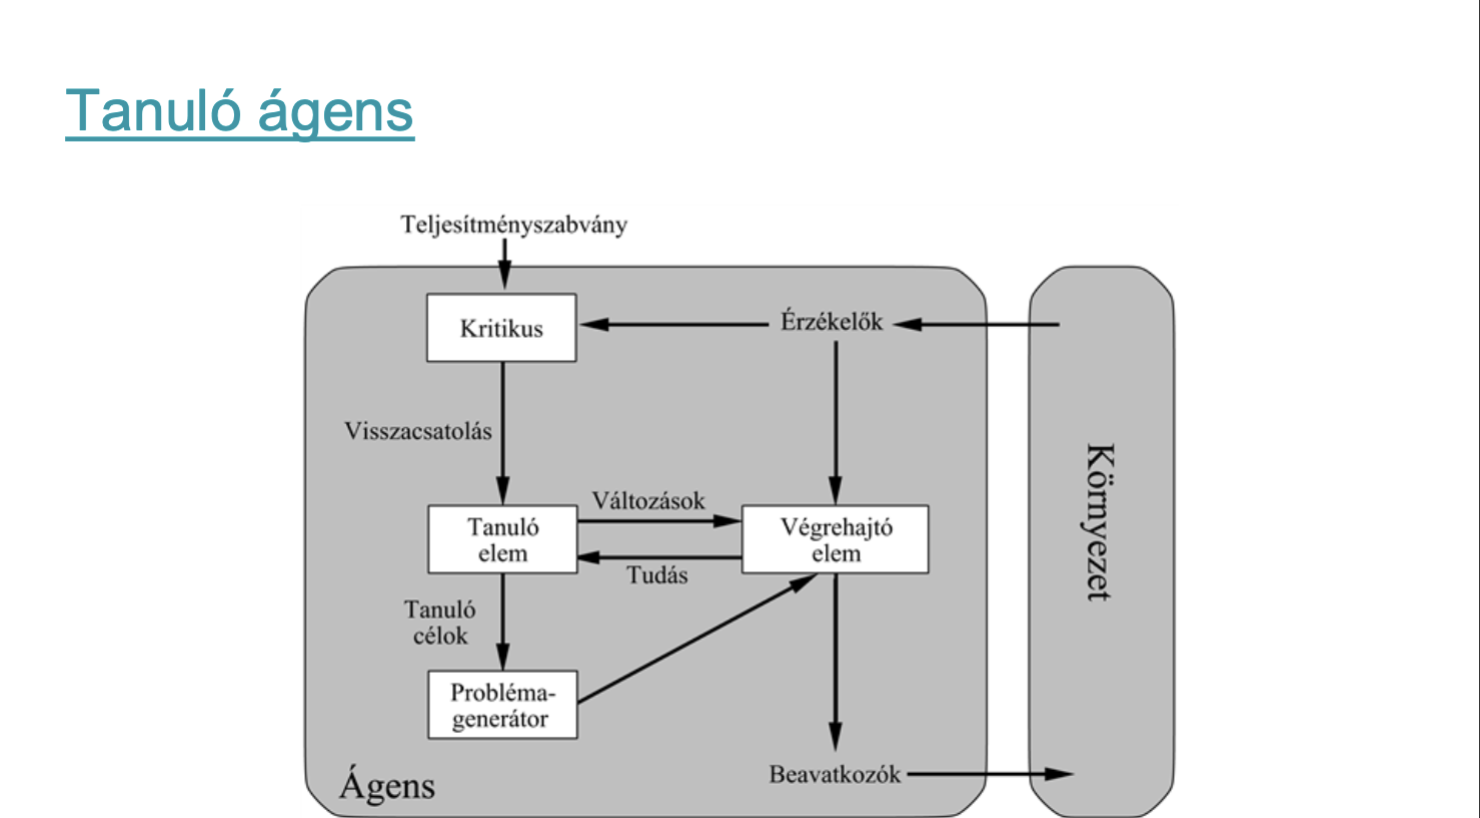 Tanuló ágens
Teljesítményszabvány
Kritikus
Érzékelők
Visszacsatolás
Változások
Tanuló
elem
Végrehajtó
elem
Tudás
Tanuló
célok
Probléma-
generátor
Beavatkozók
Ágens
Környezet